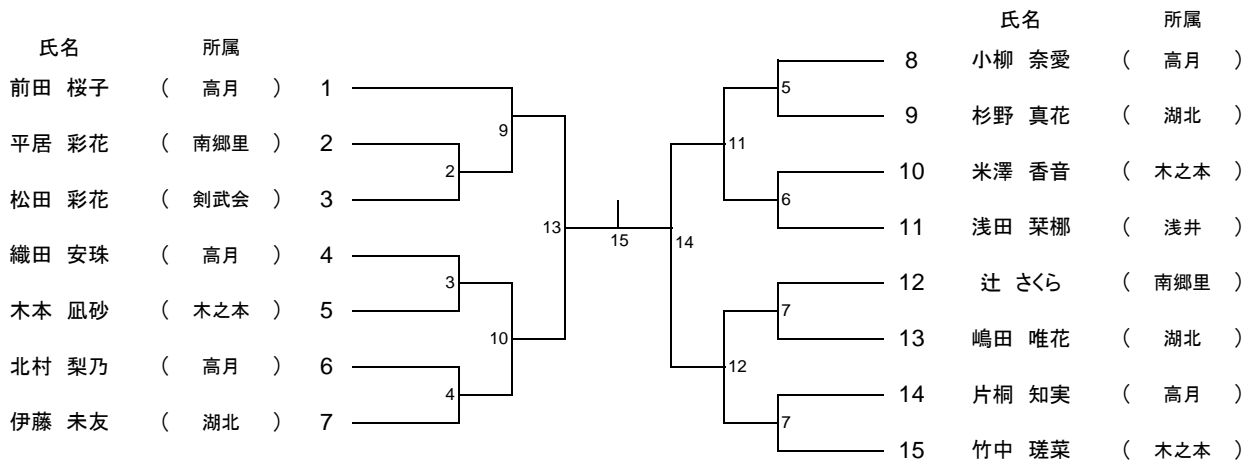 氏名 所属
前田 桜子 ( 高月 ) 1
平居 彩花 ( 南郷里 ) 2
松田 彩花 ( 剣武会 ) 3
織田 安珠 ( 高月 ) 4
木本 凪砂 ( 木之本 ) 5
北村 梨乃 ( 高月 ) 6
伊藤 未友 ( 湖北 ) 7
9
2
3
10
4
13
15
14
氏名 所属
8 小柳 奈愛 ( 高月 )
9 杉野 真花 ( 湖北 )
10 米澤 香音 ( 木之本 )
11 浅田 栞梛 ( 浅井 )
12 辻 さくら ( 南郷里 )
13 嶋田 唯花 ( 湖北 )
14 片桐 知実 ( 高月 )
15 竹中 瑳菜 ( 木之本 )
5
11
6
7
12
7